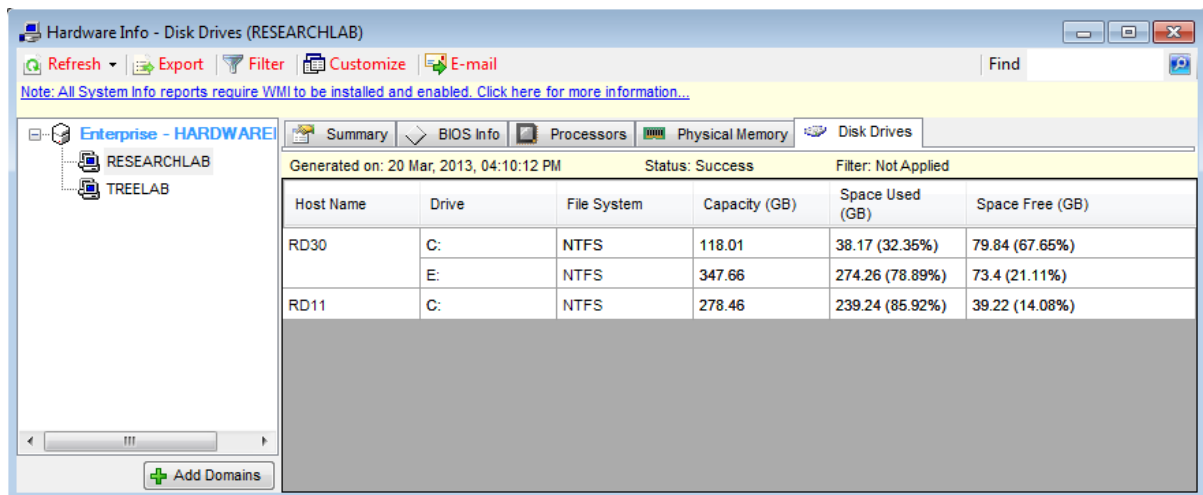 Hardware Info - Disk Drives (RESEARCHLAB)
Refresh Export Filter Customize E-mail Find
Note: All System Info reports require WMI to be installed and enabled. Click here for more information...
Enterprise - HARDWARE
RESEARCHLAB
TREELAB
Add Domains
Summary BIOS Info Processors Physical Memory Disk Drives
Generated on: 20 Mar, 2013, 04:10:12 PM Status: Success Filter: Not Applied
Host Name Drive File System Capacity (GB) Space Used (GB) Space Free (GB)
RD30 C: NTFS 118.01 38.17 (32.35%) 79.84 (67.65%)
E: NTFS 347.66 274.26 (78.89%) 73.4 (21.11%)
RD11 C: NTFS 278.46 239.24 (85.92%) 39.22 (14.08%)